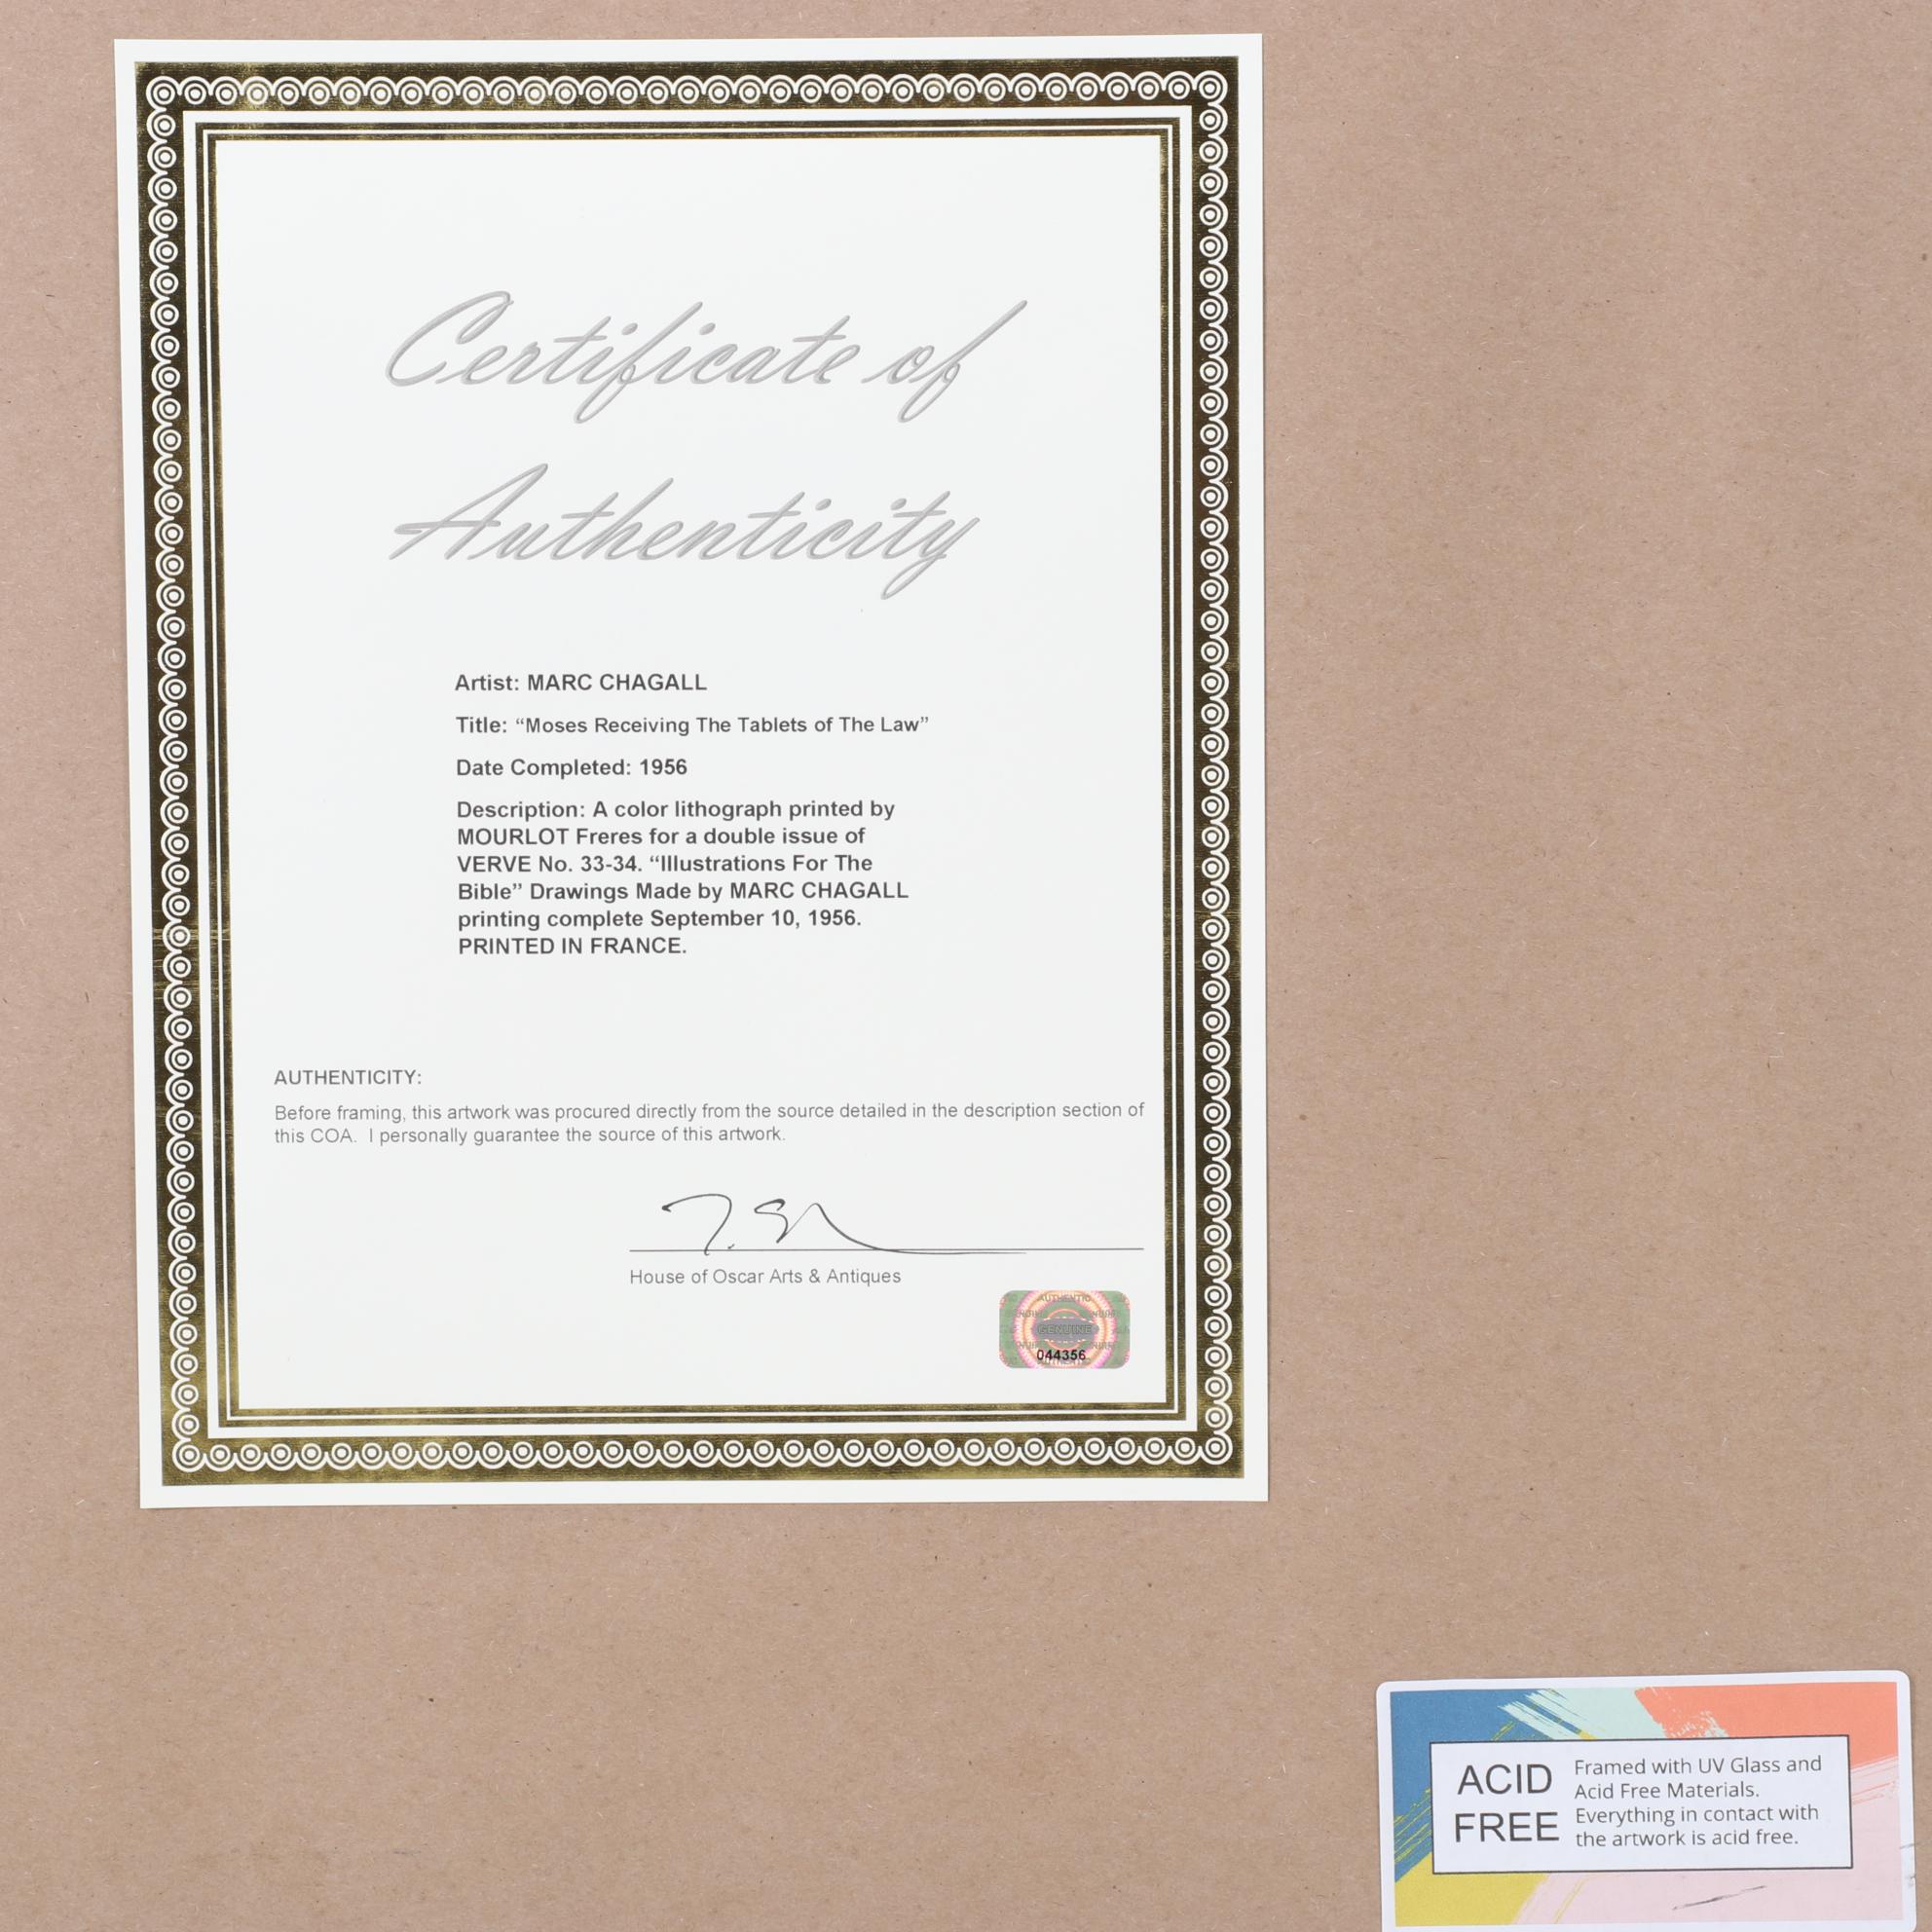 Certificate of
Authenticity
Artist: MARC CHAGALL
Title: “Moses Receiving The Tablets of The Law”
Date Completed: 1956
Description: A color lithograph printed by
MOURLOT Freres for a double issue of
VERVE No. 33-34. “Illustrations For The
Bible” Drawings Made by MARC CHAGALL
printing complete September 10, 1956.
PRINTED IN FRANCE.
AUTHENTICITY:
Before framing, this artwork was procured directly from the source detailed in the description section of
this COA.  I personally guarantee the source of this artwork.
House of Oscar Arts & Antiques
AUTHENTIC
GENUINE
044356
ACID
FREE
Framed with UV Glass and
Acid Free Materials.
Everything in contact with
the artwork is acid free.